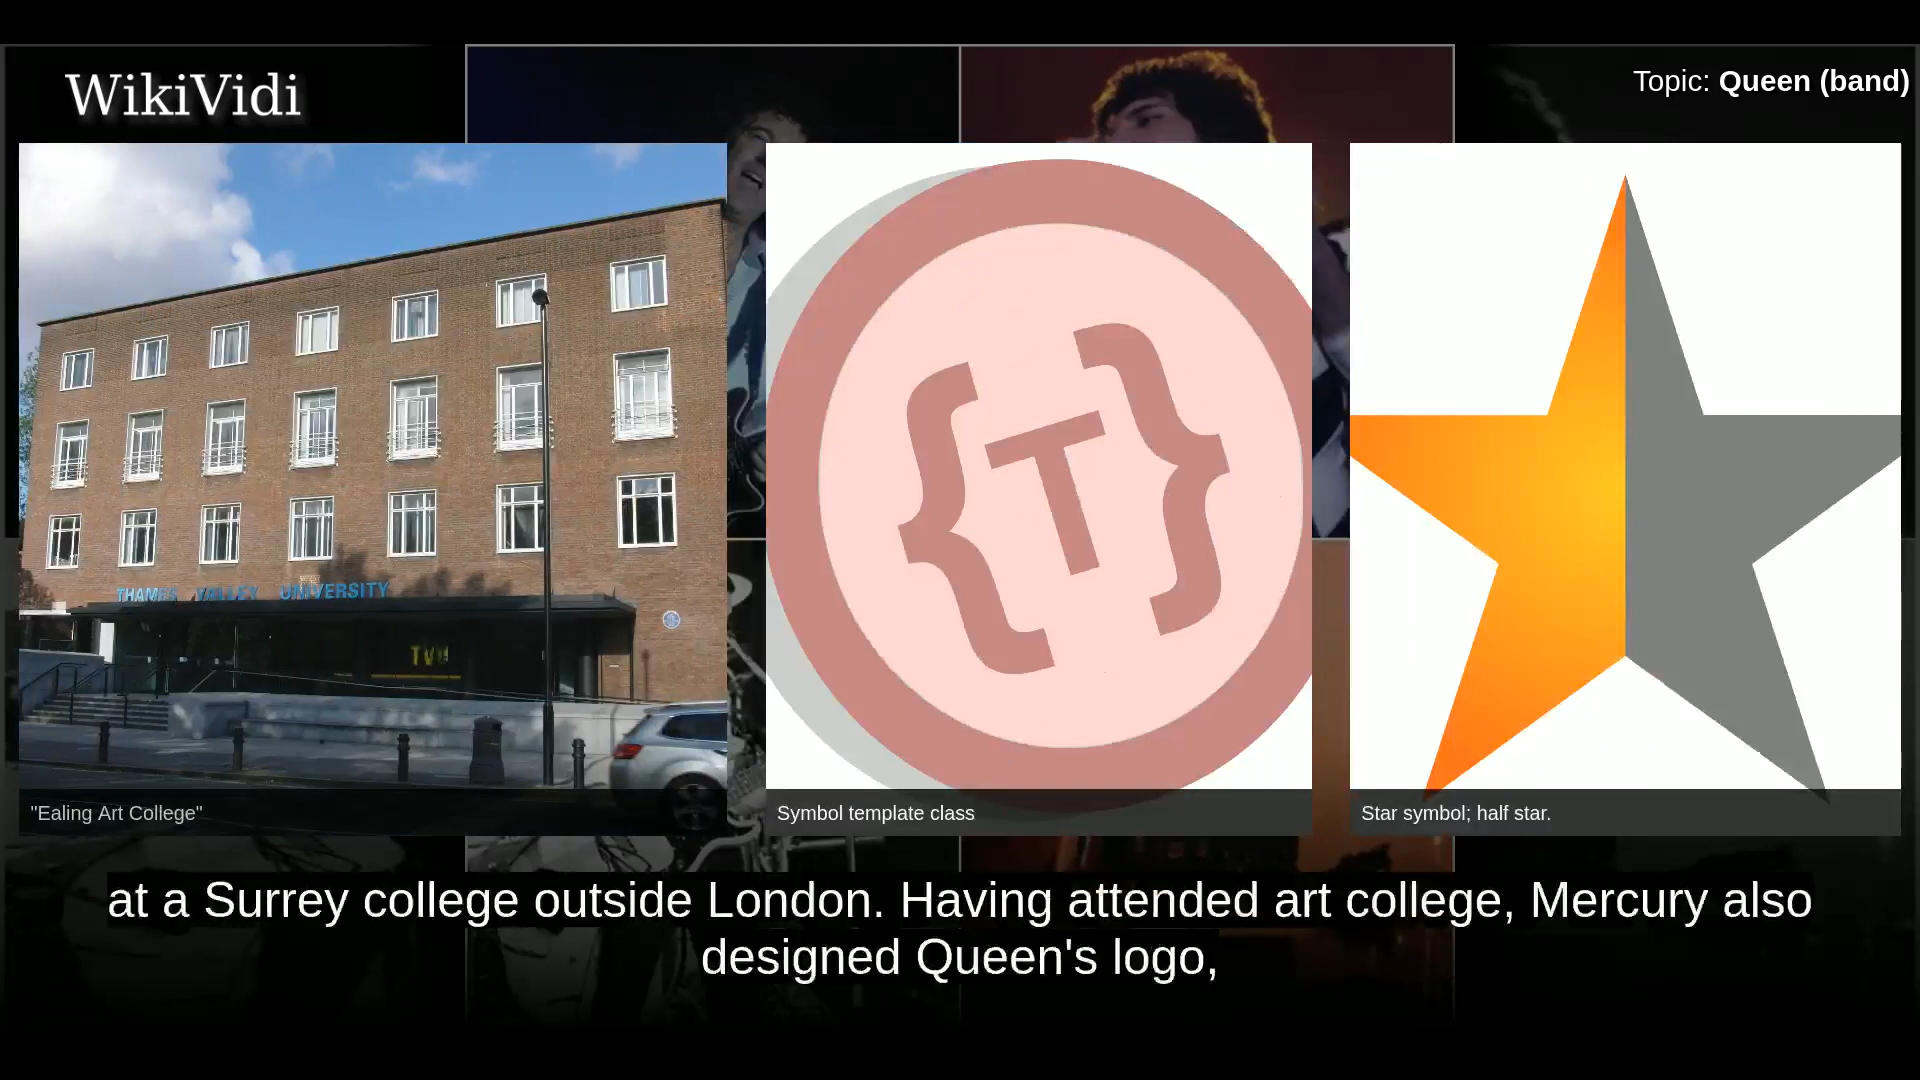 WikiVidi
Topic: Queen (band)
THAMES VALLEY UNIVERSITY
TVU
{T}
"Ealing Art College"
Symbol template class
Star symbol; half star.
at a Surrey college outside London. Having attended art college, Mercury also
designed Queen's logo,